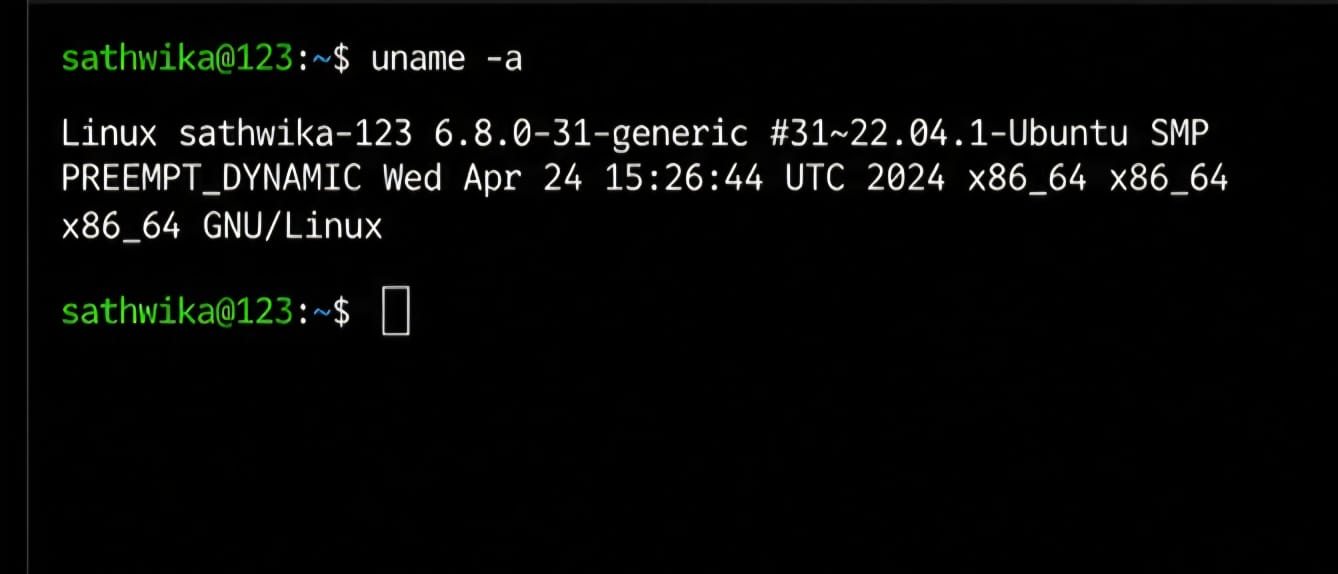 sathwika@123:~$ uname -a
Linux sathwika-123 6.8.0-31-generic #31~22.04.1-Ubuntu SMP
PREEMPT_DYNAMIC Wed Apr 24 15:26:44 UTC 2024 x86_64 x86_64
x86_64 GNU/Linux
sathwika@123:~$